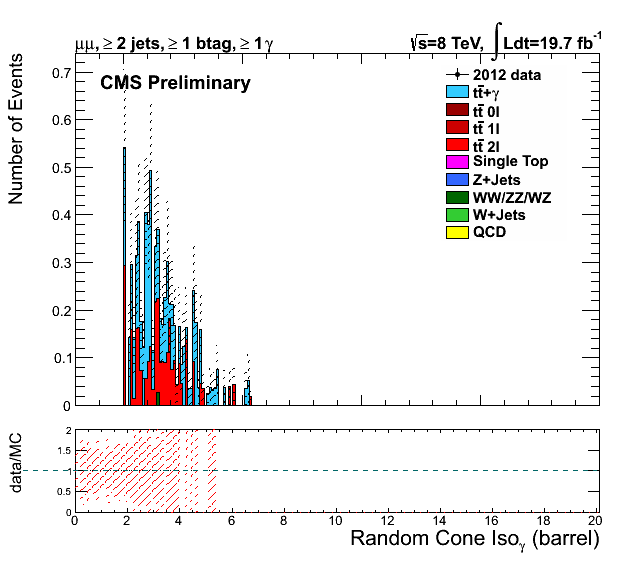 μμ, ≥ 2 jets, ≥ 1 btag, ≥ 1 γ
√s=8 TeV, ∫ Ldt=19.7 fb⁻¹
CMS Preliminary
2012 data
tt̄+γ
tt̄ 0l
tt̄ 1l
tt̄ 2l
Single Top
Z+Jets
WW/ZZ/WZ
W+Jets
QCD
Number of Events
0.7
0.6
0.5
0.4
0.3
0.2
0.1
0
data/MC
2
1.5
1
0.5
0
0 2 4 6 8 10 12 14 16 18 20
Random Cone Isoγ (barrel)